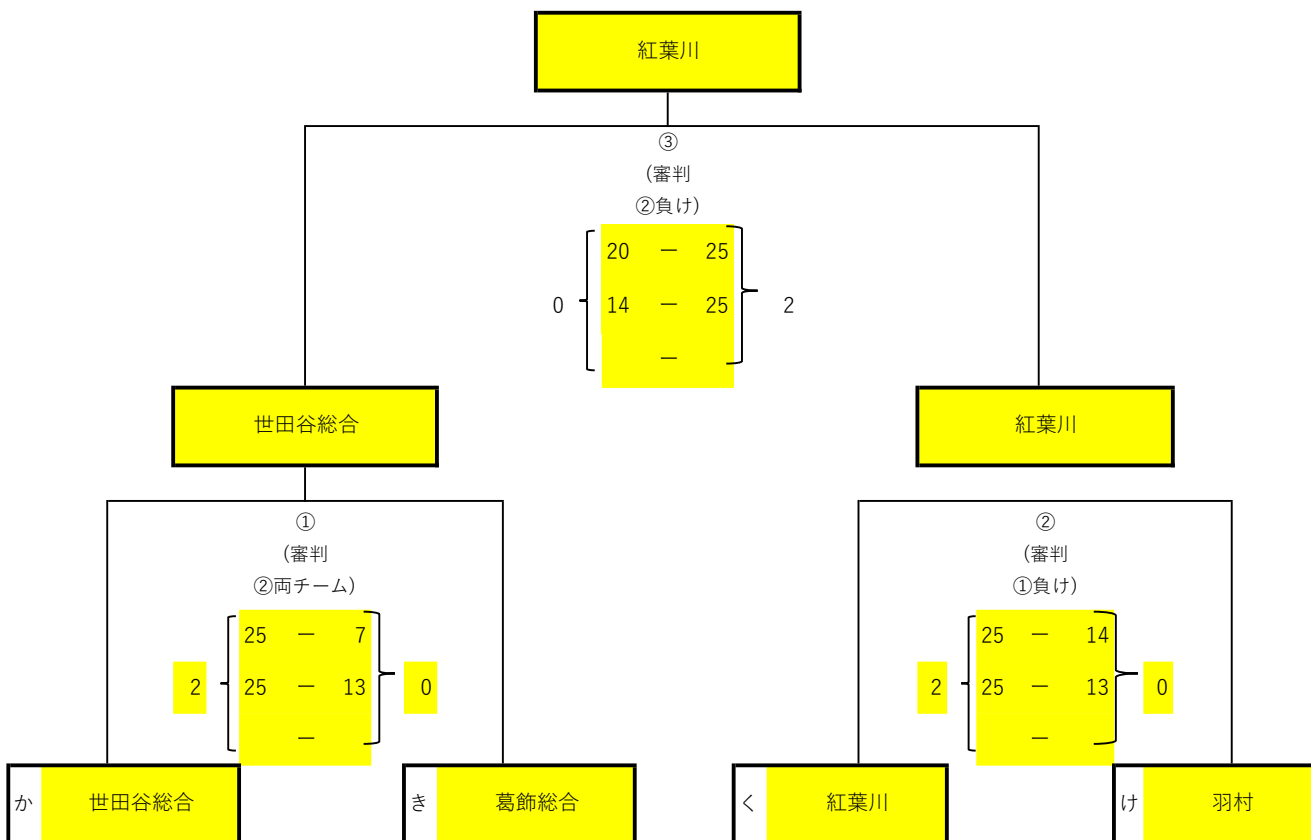 紅葉川
③
(審判
②負け)
20 ー 25
0 14 ー 25 2
ー
世田谷総合 紅葉川
① ②
(審判 (審判
②両チーム) ①負け)
25 ー 7 25 ー 14
2 25 ー 13 0 2 25 ー 13 0
ー ー
か 世田谷総合 き 葛飾総合 く 紅葉川 け 羽村